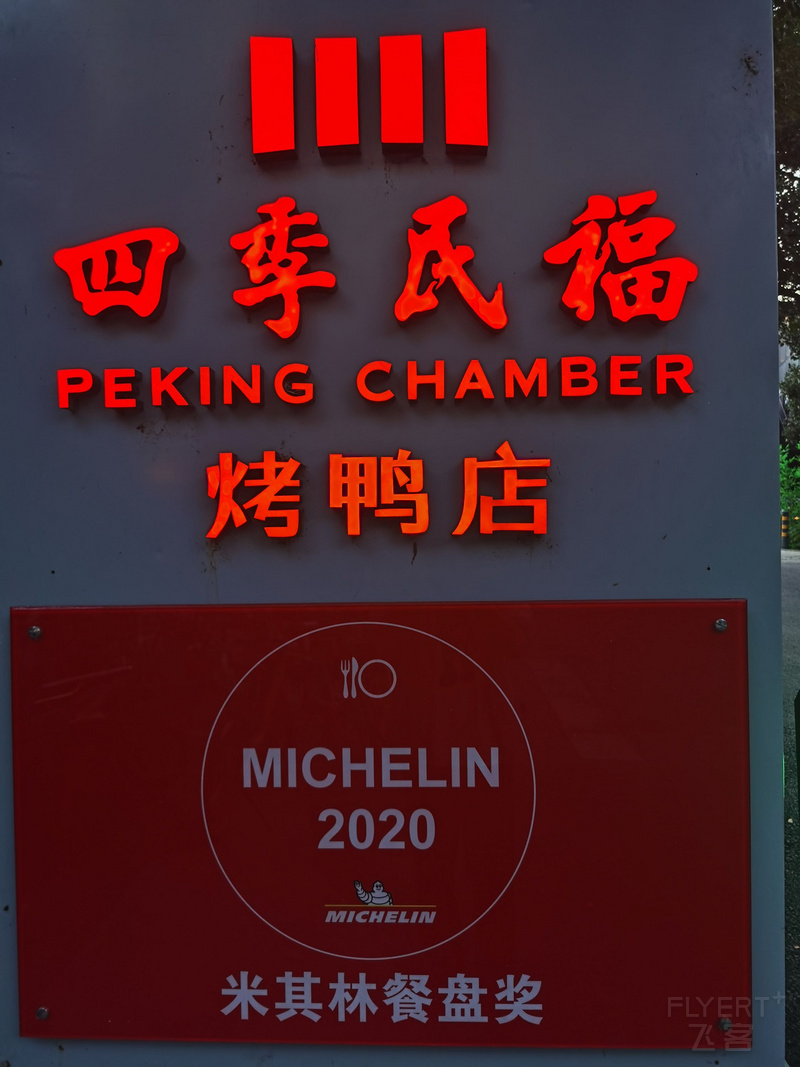 四季民福
PEKING CHAMBER
烤鸭店
MICHELIN
2020
MICHELIN
米其林餐盘奖
FLYERT+
飞客